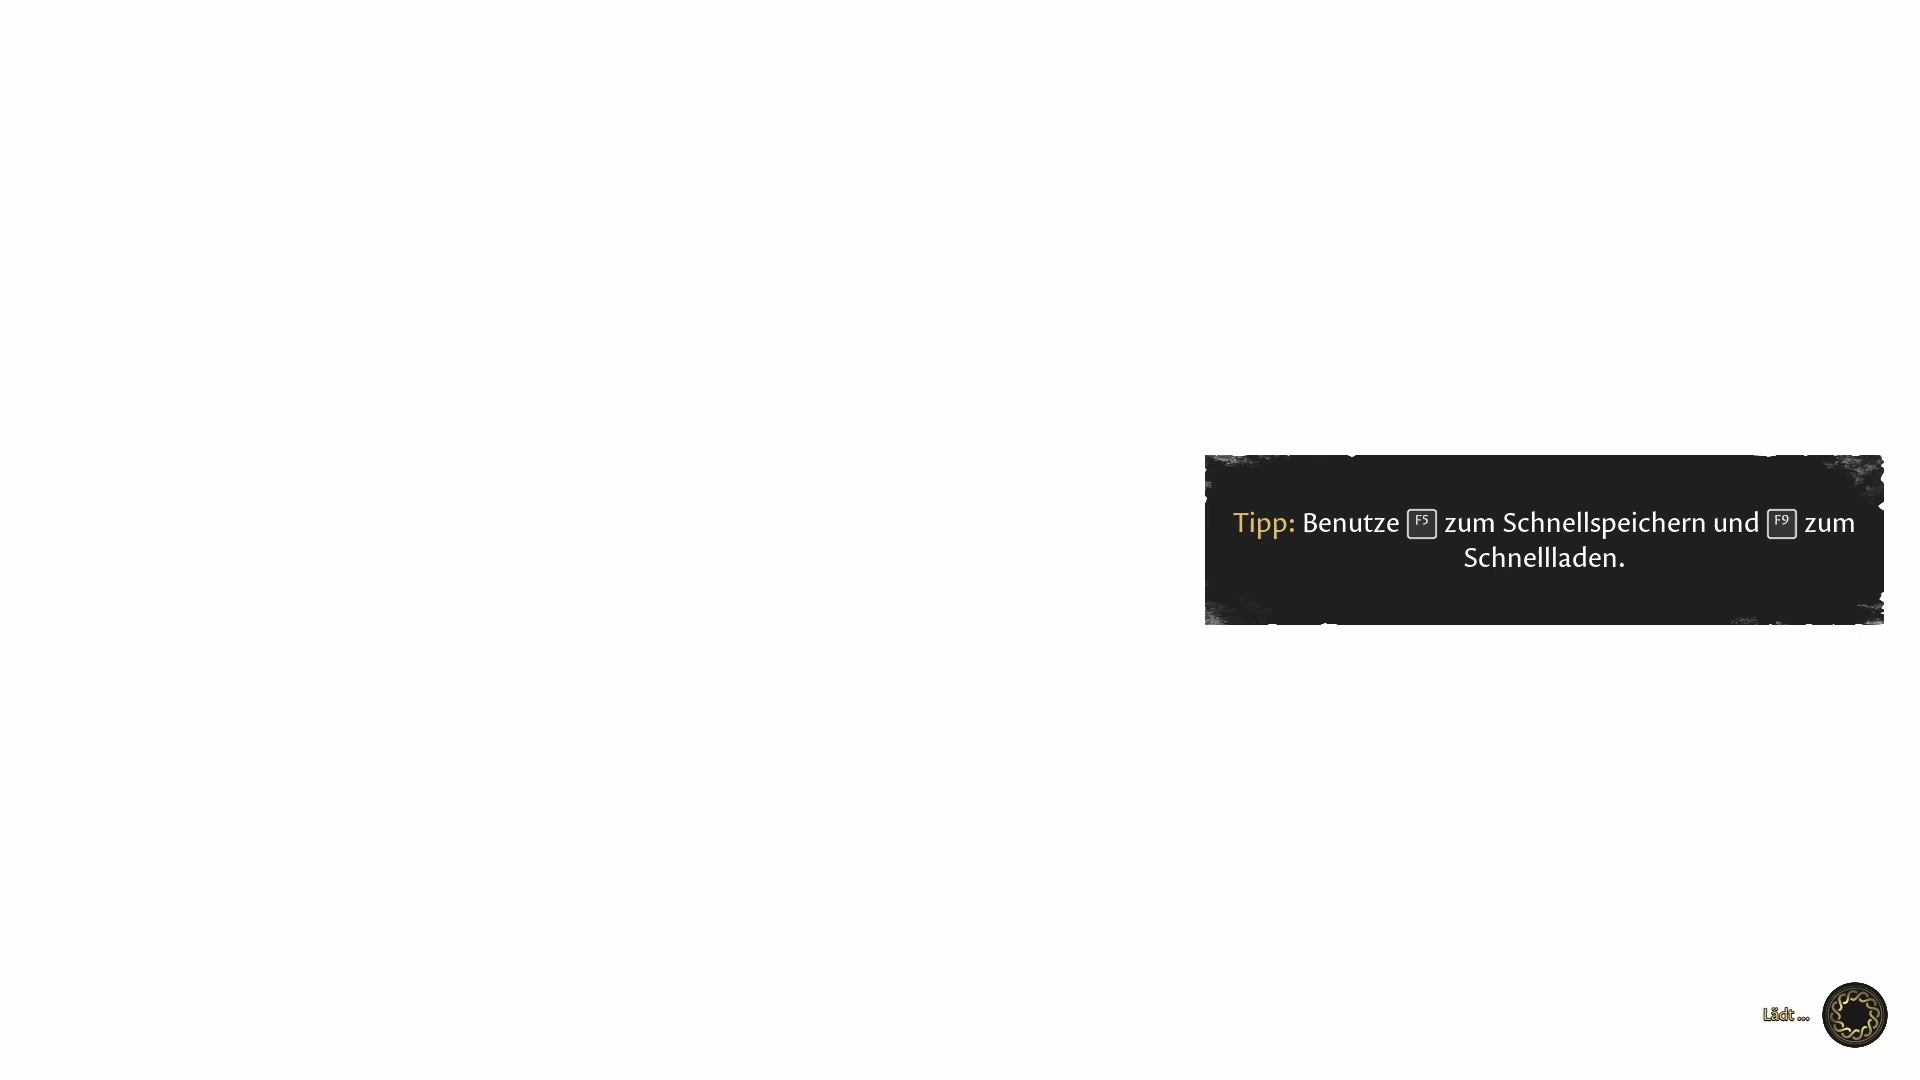 Tipp: Benutze F5 zum Schnellspeichern und F9 zum
Schnellladen.
Lädt ...